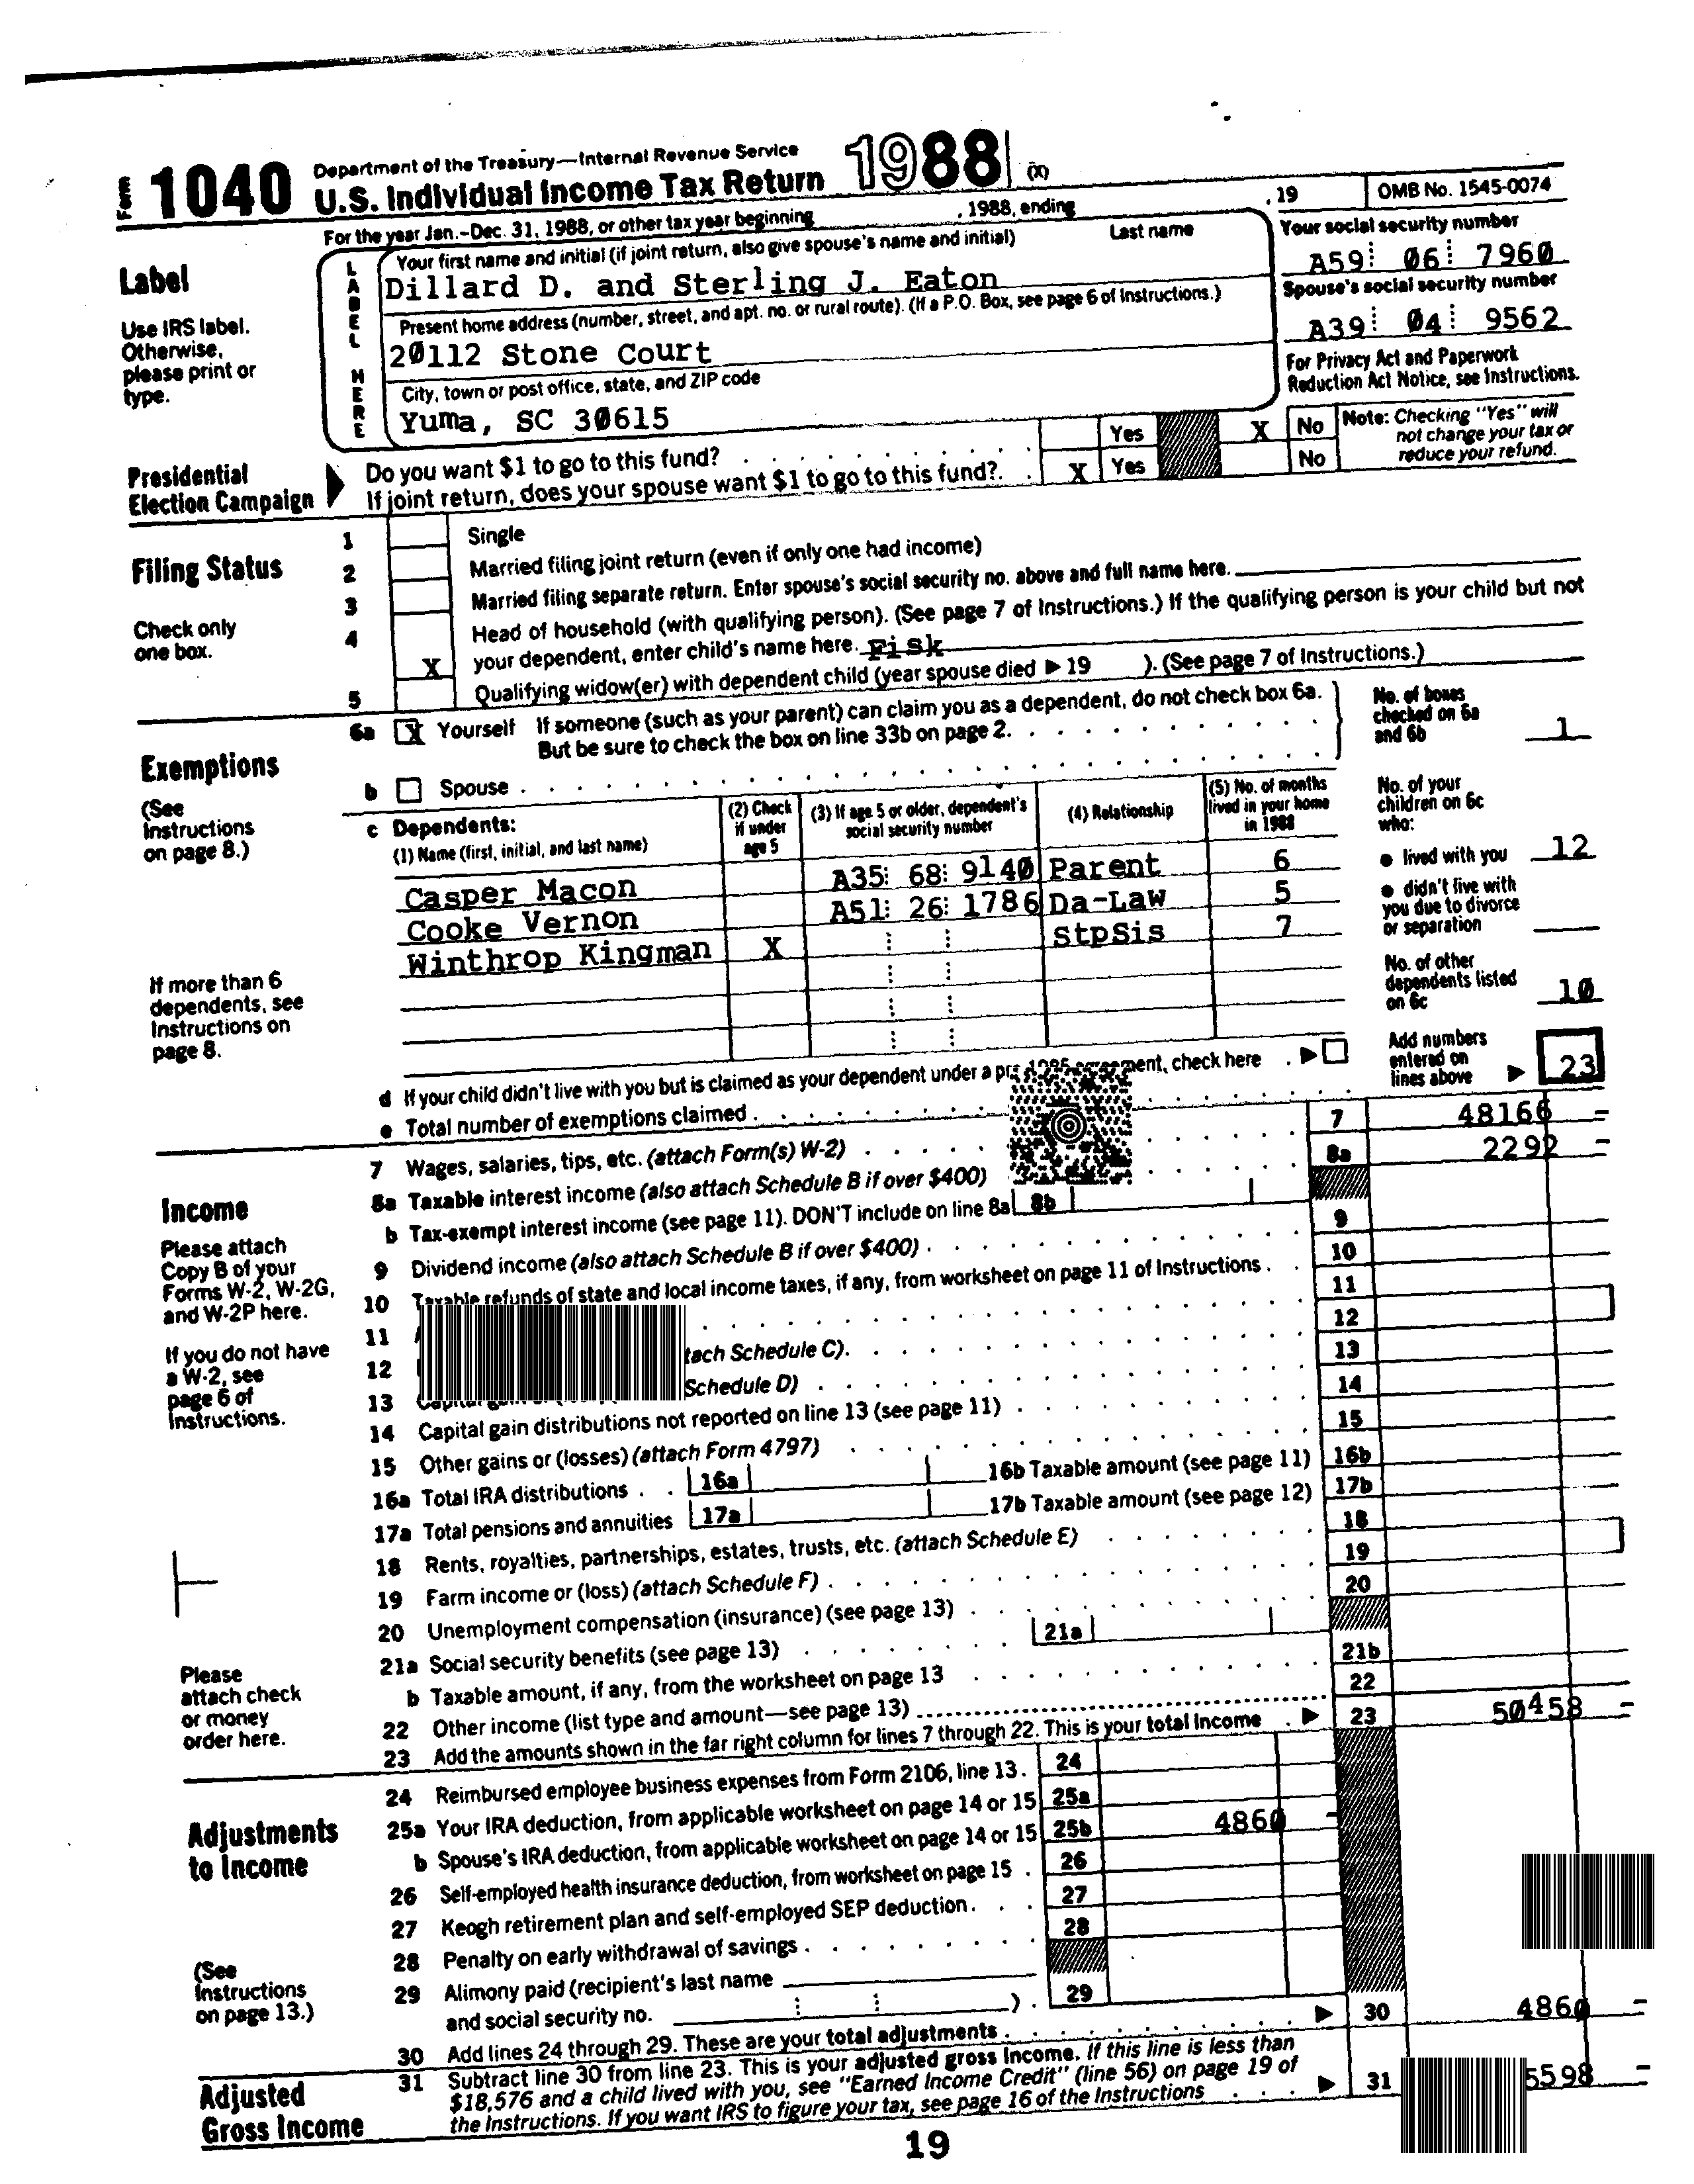 Form 1040 Department of the Treasury—Internal Revenue Service
U.S. Individual Income Tax Return 1988 (X)
For the year Jan.-Dec. 31, 1988, or other tax year beginning , 1988, ending , 19 OMB No. 1545-0074
Label
Use IRS label.
Otherwise,
please print or
type.
LABEL HERE
Your first name and initial (if joint return, also give spouse's name and initial) Last name
Dillard D. and Sterling J. Eaton
Your social security number
A59 06 7960
Present home address (number, street, and apt. no. or rural route). (If a P.O. Box, see page 6 of Instructions.)
20112 Stone Court
Spouse's social security number
A39 04 9562
City, town or post office, state, and ZIP code
Yuma, SC 30615
For Privacy Act and Paperwork
Reduction Act Notice, see Instructions.
Presidential
Election Campaign
Do you want $1 to go to this fund? Yes X No
If joint return, does your spouse want $1 to go to this fund? X Yes No
Note: Checking "Yes" will
not change your tax or
reduce your refund.
Filing Status
Check only
one box.
1 Single
2 Married filing joint return (even if only one had income)
3 Married filing separate return. Enter spouse's social security no. above and full name here.
4 Head of household (with qualifying person). (See page 7 of Instructions.) If the qualifying person is your child but not
X your dependent, enter child's name here. Fisk
5 Qualifying widow(er) with dependent child (year spouse died ▶ 19 ). (See page 7 of Instructions.)
Exemptions
(See
Instructions
on page 8.)
6a X Yourself If someone (such as your parent) can claim you as a dependent, do not check box 6a.
But be sure to check the box on line 33b on page 2.
b Spouse
No. of boxes
checked on 6a
and 6b 1
c Dependents:
(1) Name (first, initial, and last name)
(2) Check
if under
age 5
(3) If age 5 or older, dependent's
social security number
(4) Relationship
(5) No. of months
lived in your home
in 1988
Casper Macon A35 68 9140 Parent 6
Cooke Vernon A51 26 1786 Da-Law 5
Winthrop Kingman X StpSis 7
If more than 6
dependents, see
Instructions on
page 8.
No. of your
children on 6c
who:
● lived with you 12
● didn't live with
you due to divorce
or separation
No. of other
dependents listed
on 6c 10
Add numbers
entered on
lines above ▶ 23
d If your child didn't live with you but is claimed as your dependent under a pre-1985 agreement, check here ▶
e Total number of exemptions claimed
Income
Please attach
Copy B of your
Forms W-2, W-2G,
and W-2P here.
If you do not have
a W-2, see
page 6 of
Instructions.
Please
attach check
or money
order here.
7 Wages, salaries, tips, etc. (attach Form(s) W-2) 7 48166 –
8a Taxable interest income (also attach Schedule B if over $400) 8a 2292 –
b Tax-exempt interest income (see page 11). DON'T include on line 8a 8b
9 Dividend income (also attach Schedule B if over $400) 9
10 Taxable refunds of state and local income taxes, if any, from worksheet on page 11 of Instructions 10
11 11
12 tach Schedule C) 12
13 Schedule D) 13
14 Capital gain distributions not reported on line 13 (see page 11) 14
15 Other gains or (losses) (attach Form 4797) 15
16a Total IRA distributions 16a 16b Taxable amount (see page 11) 16b
17a Total pensions and annuities 17a 17b Taxable amount (see page 12) 17b
18 Rents, royalties, partnerships, estates, trusts, etc. (attach Schedule E) 18
19 Farm income or (loss) (attach Schedule F) 19
20 Unemployment compensation (insurance) (see page 13) 20
21a Social security benefits (see page 13) 21a
b Taxable amount, if any, from the worksheet on page 13 21b
22 Other income (list type and amount—see page 13) 22
23 Add the amounts shown in the far right column for lines 7 through 22. This is your total income ▶ 23 50458 –
Adjustments
to Income
(See
Instructions
on page 13.)
24 Reimbursed employee business expenses from Form 2106, line 13. 24
25a Your IRA deduction, from applicable worksheet on page 14 or 15 25a
b Spouse's IRA deduction, from applicable worksheet on page 14 or 15 25b 4860 –
26 Self-employed health insurance deduction, from worksheet on page 15 26
27 Keogh retirement plan and self-employed SEP deduction 27
28 Penalty on early withdrawal of savings 28
29 Alimony paid (recipient's last name
and social security no. ) 29
30 Add lines 24 through 29. These are your total adjustments ▶ 30 4860 –
Adjusted
Gross Income
31 Subtract line 30 from line 23. This is your adjusted gross income. If this line is less than
$18,576 and a child lived with you, see "Earned Income Credit" (line 56) on page 19 of
the Instructions. If you want IRS to figure your tax, see page 16 of the Instructions ▶ 31 5598 –
19